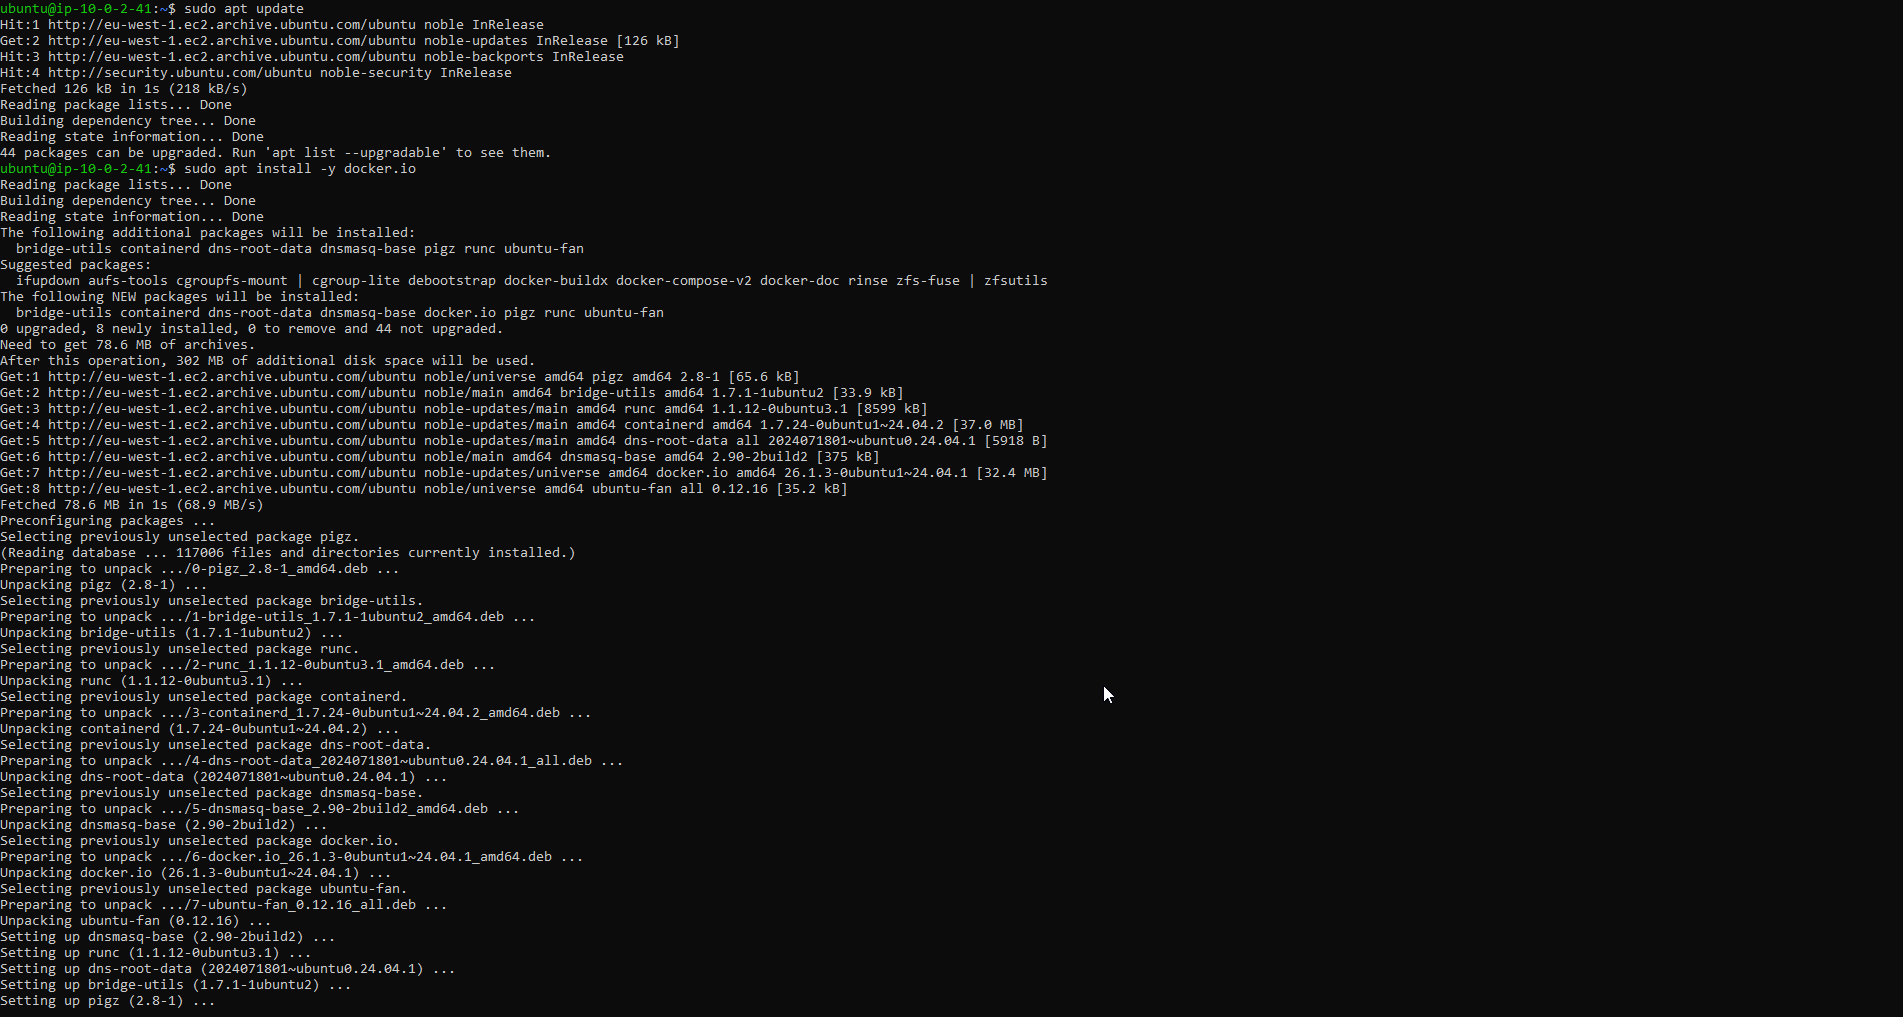 ubuntu@ip-10-0-2-41:~$ sudo apt update
Hit:1 http://eu-west-1.ec2.archive.ubuntu.com/ubuntu noble InRelease
Get:2 http://eu-west-1.ec2.archive.ubuntu.com/ubuntu noble-updates InRelease [126 kB]
Hit:3 http://eu-west-1.ec2.archive.ubuntu.com/ubuntu noble-backports InRelease
Hit:4 http://security.ubuntu.com/ubuntu noble-security InRelease
Fetched 126 kB in 1s (218 kB/s)
Reading package lists... Done
Building dependency tree... Done
Reading state information... Done
44 packages can be upgraded. Run 'apt list --upgradable' to see them.
ubuntu@ip-10-0-2-41:~$ sudo apt install -y docker.io
Reading package lists... Done
Building dependency tree... Done
Reading state information... Done
The following additional packages will be installed:
  bridge-utils containerd dns-root-data dnsmasq-base pigz runc ubuntu-fan
Suggested packages:
  ifupdown aufs-tools cgroupfs-mount | cgroup-lite debootstrap docker-buildx docker-compose-v2 docker-doc rinse zfs-fuse | zfsutils
The following NEW packages will be installed:
  bridge-utils containerd dns-root-data dnsmasq-base docker.io pigz runc ubuntu-fan
0 upgraded, 8 newly installed, 0 to remove and 44 not upgraded.
Need to get 78.6 MB of archives.
After this operation, 302 MB of additional disk space will be used.
Get:1 http://eu-west-1.ec2.archive.ubuntu.com/ubuntu noble/universe amd64 pigz amd64 2.8-1 [65.6 kB]
Get:2 http://eu-west-1.ec2.archive.ubuntu.com/ubuntu noble/main amd64 bridge-utils amd64 1.7.1-1ubuntu2 [33.9 kB]
Get:3 http://eu-west-1.ec2.archive.ubuntu.com/ubuntu noble-updates/main amd64 runc amd64 1.1.12-0ubuntu3.1 [8599 kB]
Get:4 http://eu-west-1.ec2.archive.ubuntu.com/ubuntu noble-updates/main amd64 containerd amd64 1.7.24-0ubuntu1~24.04.2 [37.0 MB]
Get:5 http://eu-west-1.ec2.archive.ubuntu.com/ubuntu noble-updates/main amd64 dns-root-data all 2024071801~ubuntu0.24.04.1 [5918 B]
Get:6 http://eu-west-1.ec2.archive.ubuntu.com/ubuntu noble/main amd64 dnsmasq-base amd64 2.90-2build2 [375 kB]
Get:7 http://eu-west-1.ec2.archive.ubuntu.com/ubuntu noble-updates/universe amd64 docker.io amd64 26.1.3-0ubuntu1~24.04.1 [32.4 MB]
Get:8 http://eu-west-1.ec2.archive.ubuntu.com/ubuntu noble/universe amd64 ubuntu-fan all 0.12.16 [35.2 kB]
Fetched 78.6 MB in 1s (68.9 MB/s)
Preconfiguring packages ...
Selecting previously unselected package pigz.
(Reading database ... 117006 files and directories currently installed.)
Preparing to unpack .../0-pigz_2.8-1_amd64.deb ...
Unpacking pigz (2.8-1) ...
Selecting previously unselected package bridge-utils.
Preparing to unpack .../1-bridge-utils_1.7.1-1ubuntu2_amd64.deb ...
Unpacking bridge-utils (1.7.1-1ubuntu2) ...
Selecting previously unselected package runc.
Preparing to unpack .../2-runc_1.1.12-0ubuntu3.1_amd64.deb ...
Unpacking runc (1.1.12-0ubuntu3.1) ...
Selecting previously unselected package containerd.
Preparing to unpack .../3-containerd_1.7.24-0ubuntu1~24.04.2_amd64.deb ...
Unpacking containerd (1.7.24-0ubuntu1~24.04.2) ...
Selecting previously unselected package dns-root-data.
Preparing to unpack .../4-dns-root-data_2024071801~ubuntu0.24.04.1_all.deb ...
Unpacking dns-root-data (2024071801~ubuntu0.24.04.1) ...
Selecting previously unselected package dnsmasq-base.
Preparing to unpack .../5-dnsmasq-base_2.90-2build2_amd64.deb ...
Unpacking dnsmasq-base (2.90-2build2) ...
Selecting previously unselected package docker.io.
Preparing to unpack .../6-docker.io_26.1.3-0ubuntu1~24.04.1_amd64.deb ...
Unpacking docker.io (26.1.3-0ubuntu1~24.04.1) ...
Selecting previously unselected package ubuntu-fan.
Preparing to unpack .../7-ubuntu-fan_0.12.16_all.deb ...
Unpacking ubuntu-fan (0.12.16) ...
Setting up dnsmasq-base (2.90-2build2) ...
Setting up runc (1.1.12-0ubuntu3.1) ...
Setting up dns-root-data (2024071801~ubuntu0.24.04.1) ...
Setting up bridge-utils (1.7.1-1ubuntu2) ...
Setting up pigz (2.8-1) ...